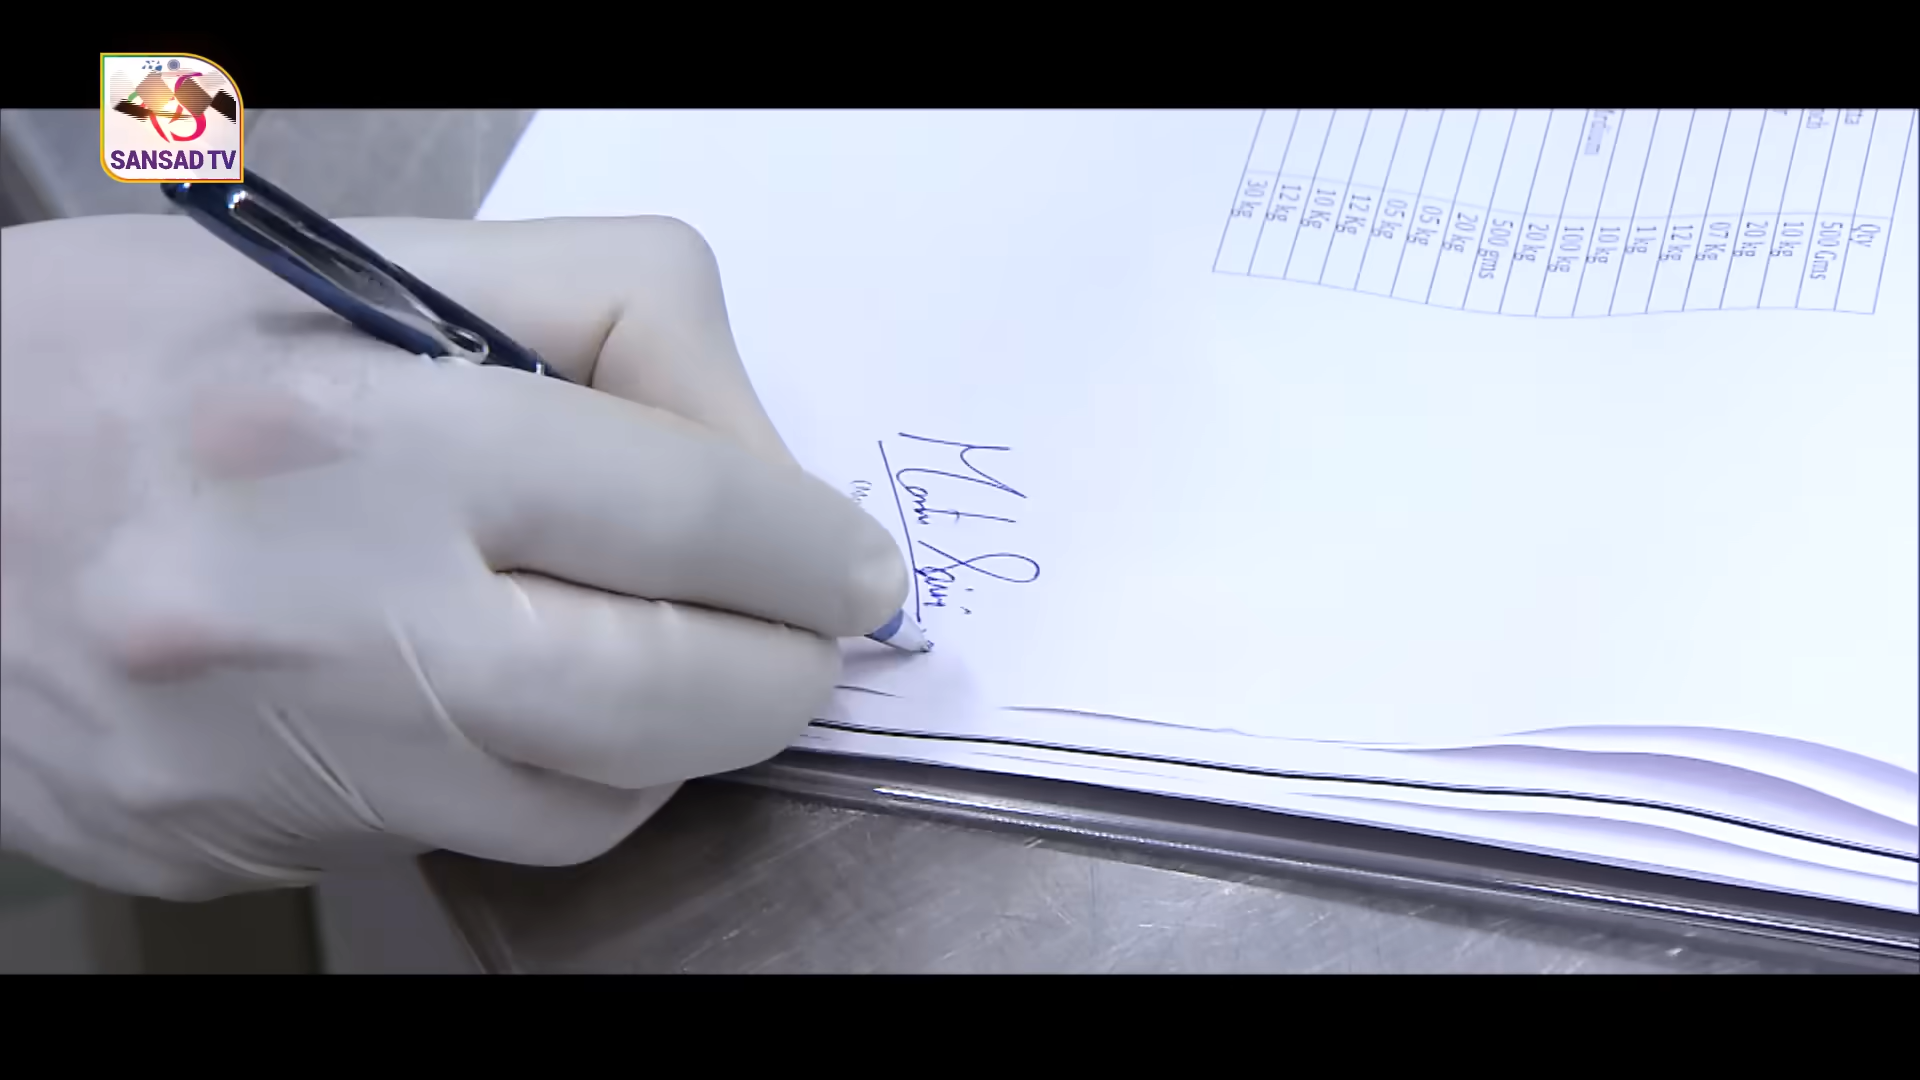 SANSAD TV
Qty
500 Gms
10 kg
20 kg
07 Kg
12 kg
1 kg
10 kg
100 kg
20 kg
500 gms
20 kg
05 kg
05 kg
12 Kg
10 Kg
12 kg
30 kg